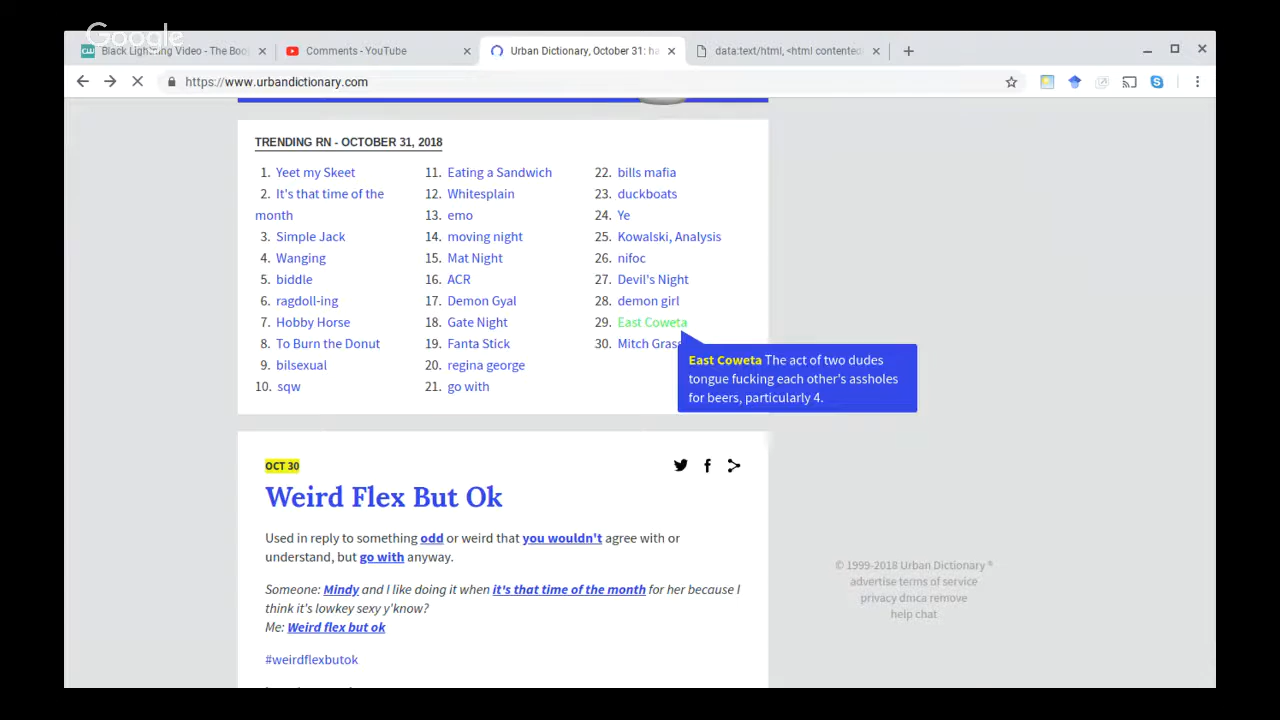 Google
Black Lightning Video - The Boo
Comments - YouTube
Urban Dictionary, October 31: ha
data:text/html, <html contented
https://www.urbandictionary.com
TRENDING RN - OCTOBER 31, 2018
1. Yeet my Skeet
2. It's that time of the
month
3. Simple Jack
4. Wanging
5. biddle
6. ragdoll-ing
7. Hobby Horse
8. To Burn the Donut
9. bilsexual
10. sqw
11. Eating a Sandwich
12. Whitesplain
13. emo
14. moving night
15. Mat Night
16. ACR
17. Demon Gyal
18. Gate Night
19. Fanta Stick
20. regina george
21. go with
22. bills mafia
23. duckboats
24. Ye
25. Kowalski, Analysis
26. nifoc
27. Devil's Night
28. demon girl
29. East Coweta
30. Mitch Grass
East Coweta The act of two dudes
tongue fucking each other's assholes
for beers, particularly 4.
OCT 30
Weird Flex But Ok
Used in reply to something odd or weird that you wouldn't agree with or
understand, but go with anyway.
Someone: Mindy and I like doing it when it's that time of the month for her because I
think it's lowkey sexy y'know?
Me: Weird flex but ok
#weirdflexbutok
© 1999-2018 Urban Dictionary ®
advertise terms of service
privacy dmca remove
help chat